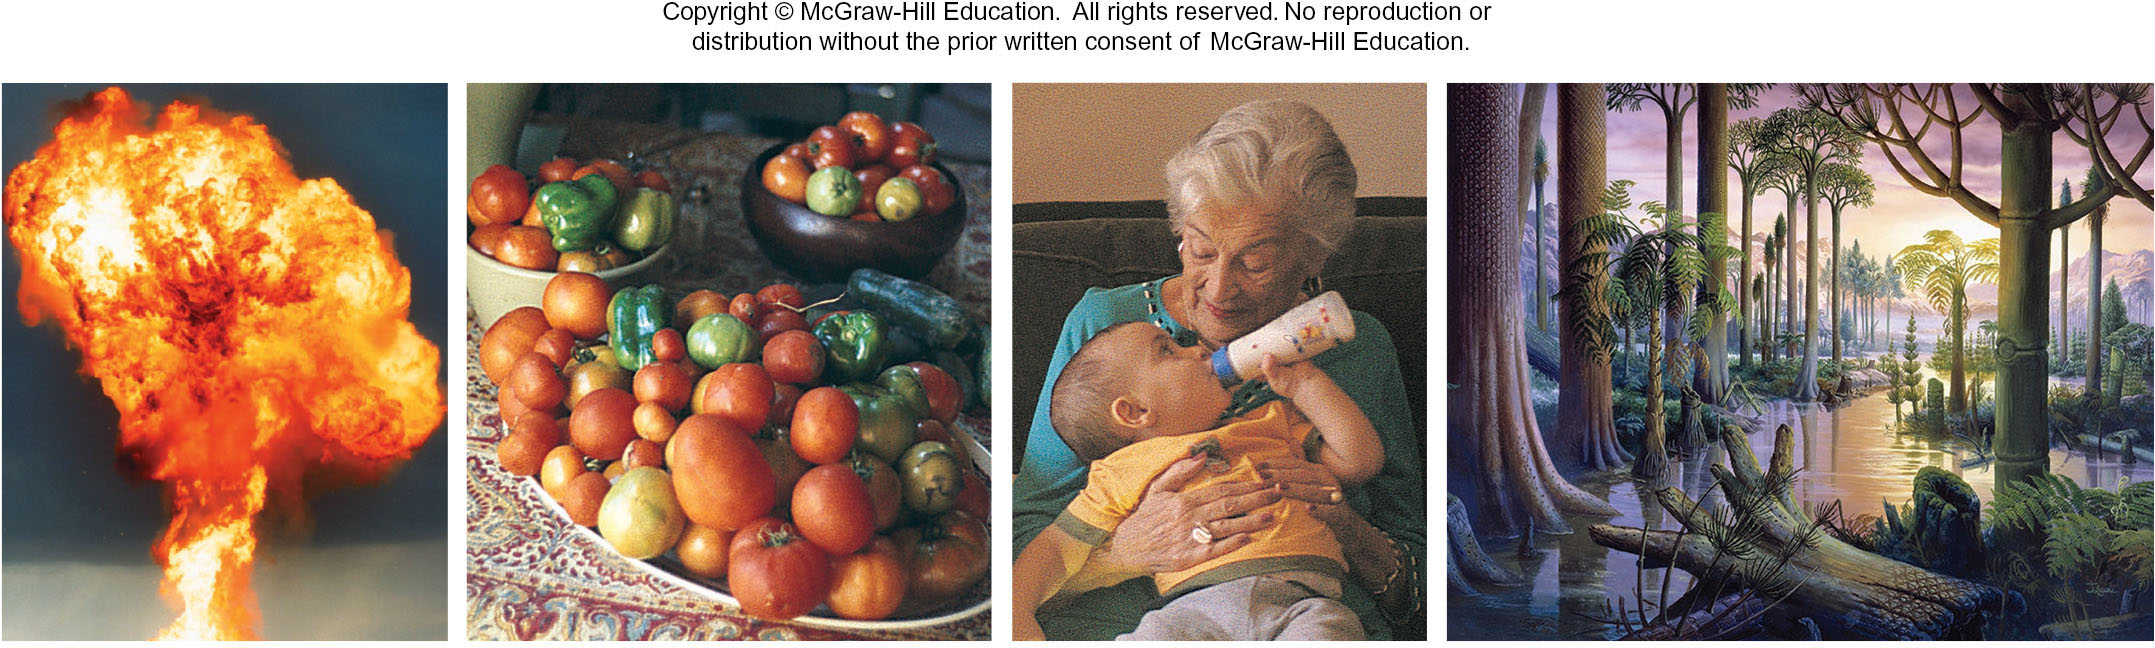 Copyright © McGraw-Hill Education.  All rights reserved. No reproduction or
distribution without the prior written consent of McGraw-Hill Education.